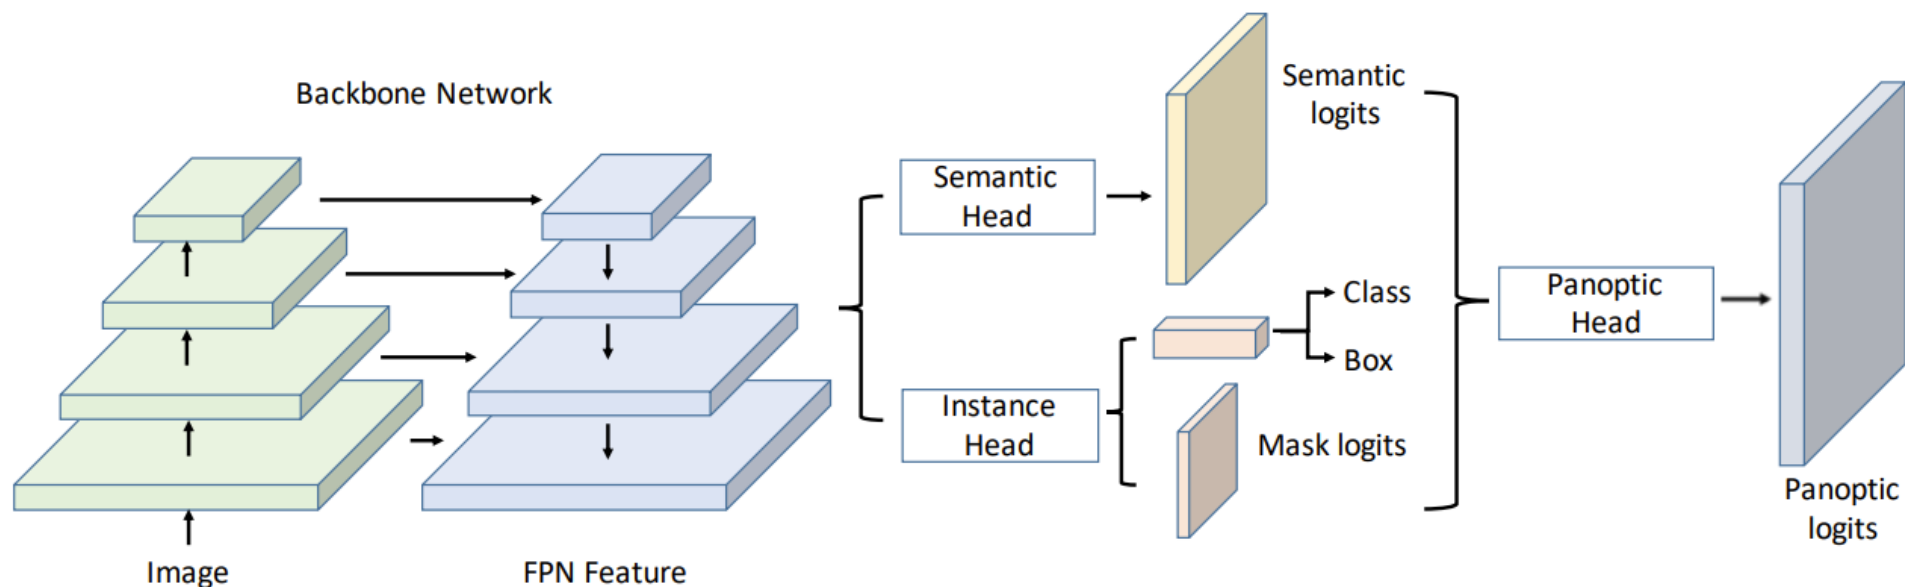 Backbone Network
Image
FPN Feature
Semantic
Head
Instance
Head
Semantic
logits
Class
Box
Mask logits
Panoptic
Head
Panoptic
logits